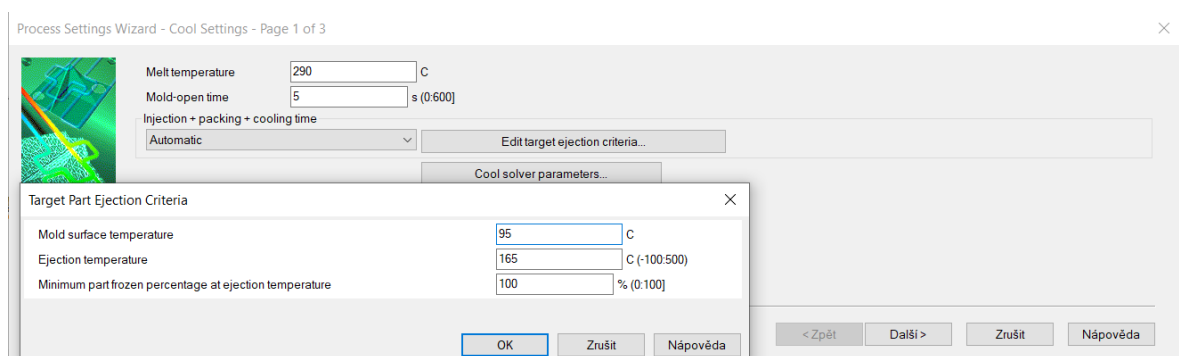 Process Settings Wizard - Cool Settings - Page 1 of 3
Melt temperature 290 C
Mold-open time 5 s (0:600]
Injection + packing + cooling time
Automatic Edit target ejection criteria...
Cool solver parameters...
Target Part Ejection Criteria
Mold surface temperature 95 C
Ejection temperature 165 C (-100:500)
Minimum part frozen percentage at ejection temperature 100 % (0:100]
OK Zrušit Nápověda
< Zpět Další > Zrušit Nápověda